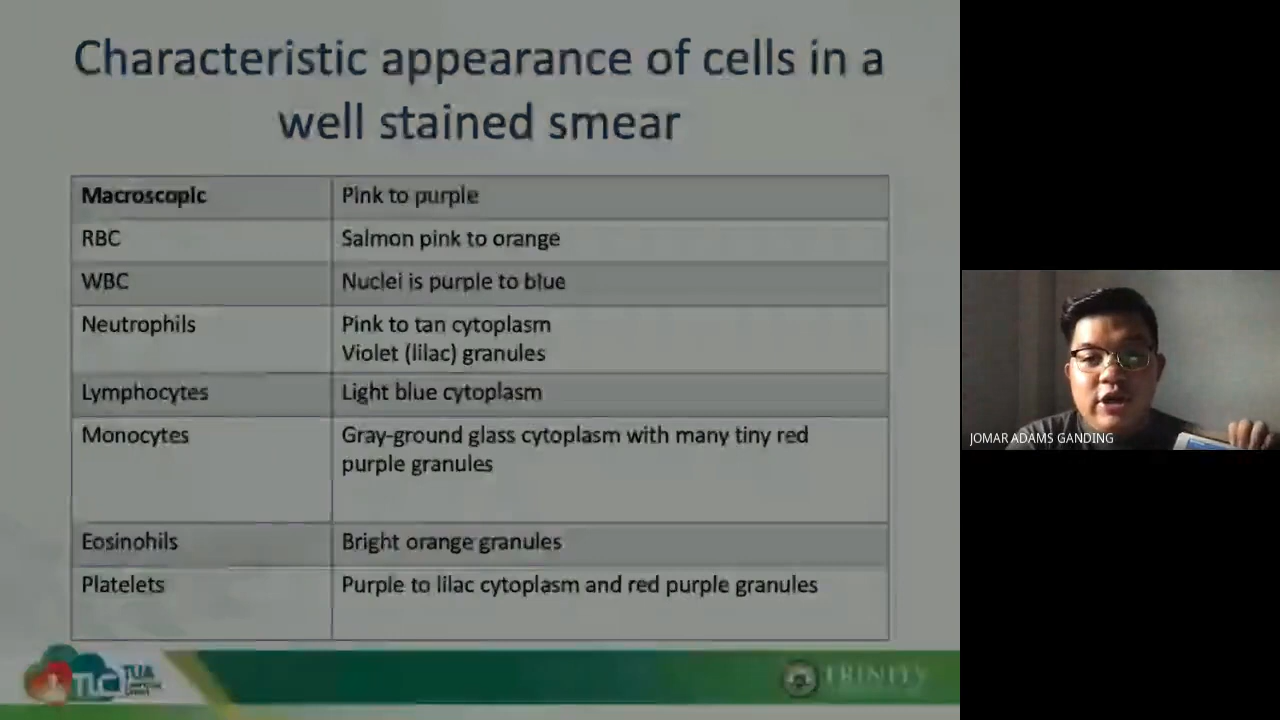 Characteristic appearance of cells in a
well stained smear
Macroscopic
Pink to purple
RBC
Salmon pink to orange
WBC
Nuclei is purple to blue
Neutrophils
Pink to tan cytoplasm
Violet (lilac) granules
Lymphocytes
Light blue cytoplasm
Monocytes
Gray-ground glass cytoplasm with many tiny red
purple granules
Eosinohils
Bright orange granules
Platelets
Purple to lilac cytoplasm and red purple granules
JOMAR ADAMS GANDING
TLC
TUA
TRINITY